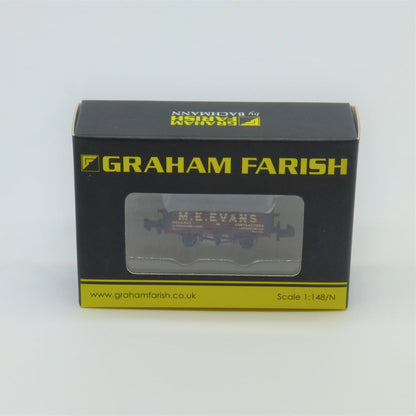 GRAHAM
FARISH
by BACHMANN
GRAHAM FARISH
M.E.EVANS
www.grahamfarish.co.uk
Scale 1:148/N